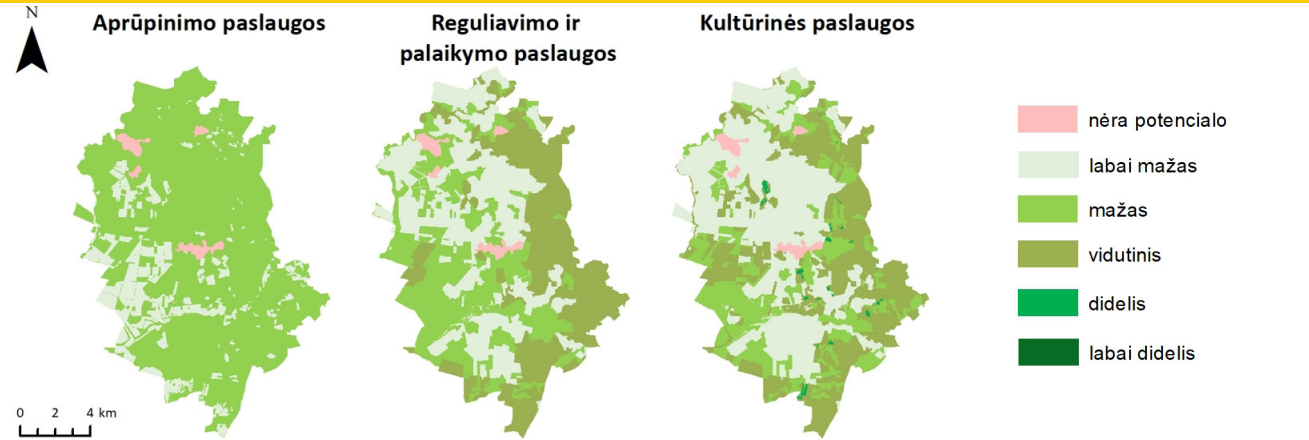 N
Aprūpinimo paslaugos
Reguliavimo ir
palaikymo paslaugos
Kultūrinės paslaugos
nėra potencialo
labai mažas
mažas
vidutinis
didelis
labai didelis
0 2 4 km